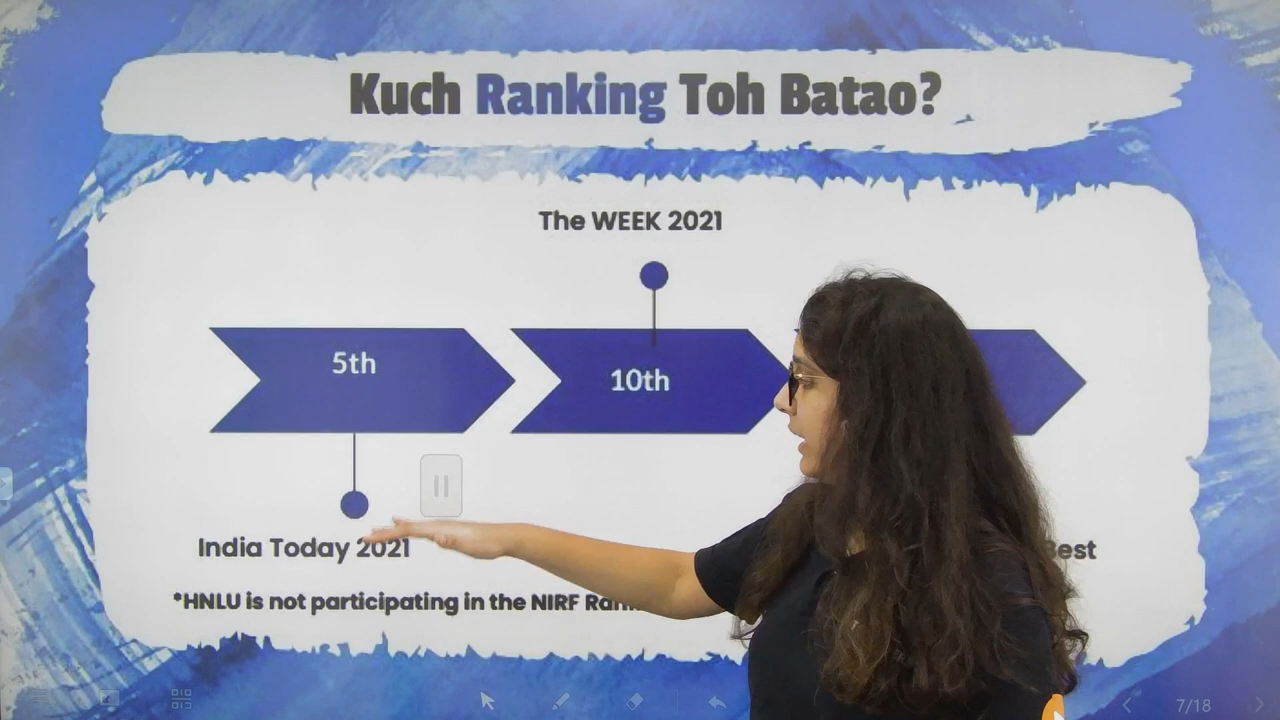 Kuch Ranking Toh Batao?
The WEEK 2021
5th
10th
India Today 2021
*HNLU is not participating in the NIRF
7/18